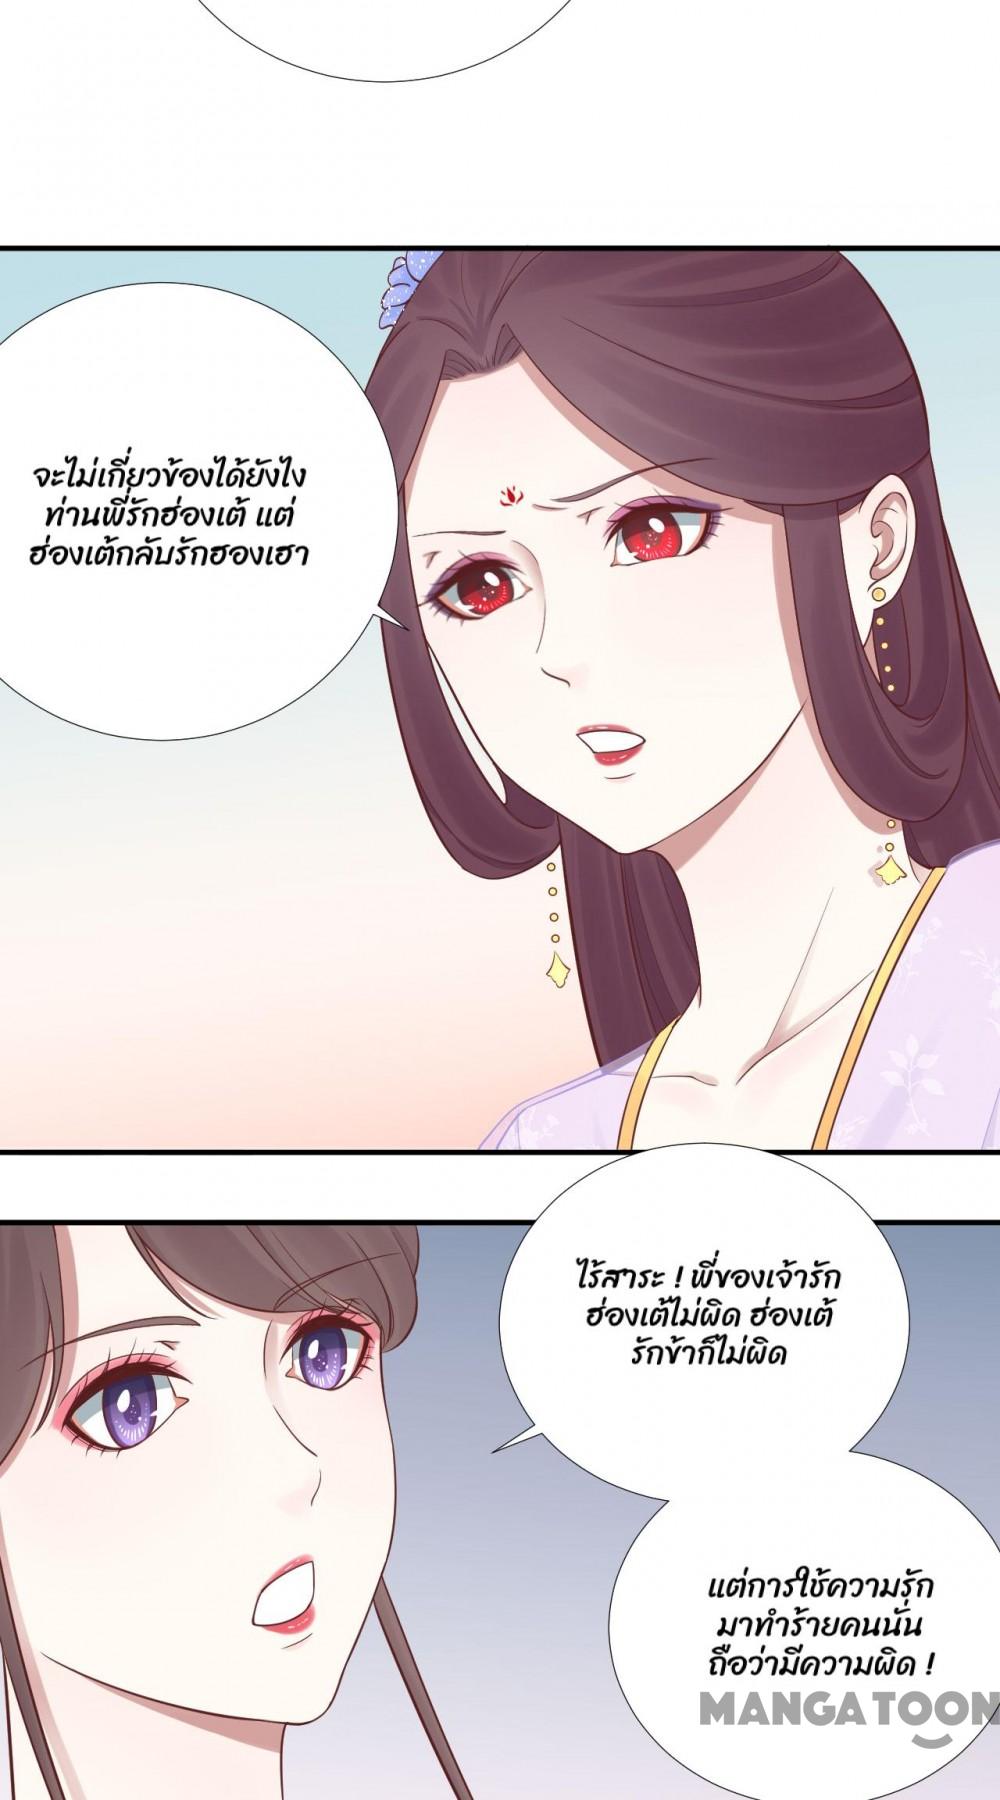 จะไม่เกี่ยวข้องได้ยังไง
ท่านพี่รักฮ่องเต้ แต่
ฮ่องเต้กลับรักฮองเฮา
ไร้สาระ ! พี่ของเจ้ารัก
ฮ่องเต้ไม่ผิด ฮ่องเต้
รักข้าก็ไม่ผิด
แต่การใช้ความรัก
มาทำร้ายคนนั่น
ถือว่ามีความผิด !
MANGATOON